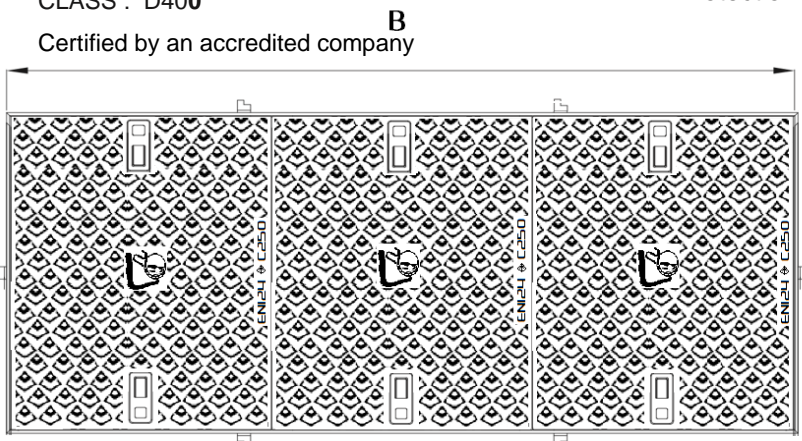 CLASS : D400
B
Certified by an accredited company
EN124 C250
EN124 C250
EN124 C250